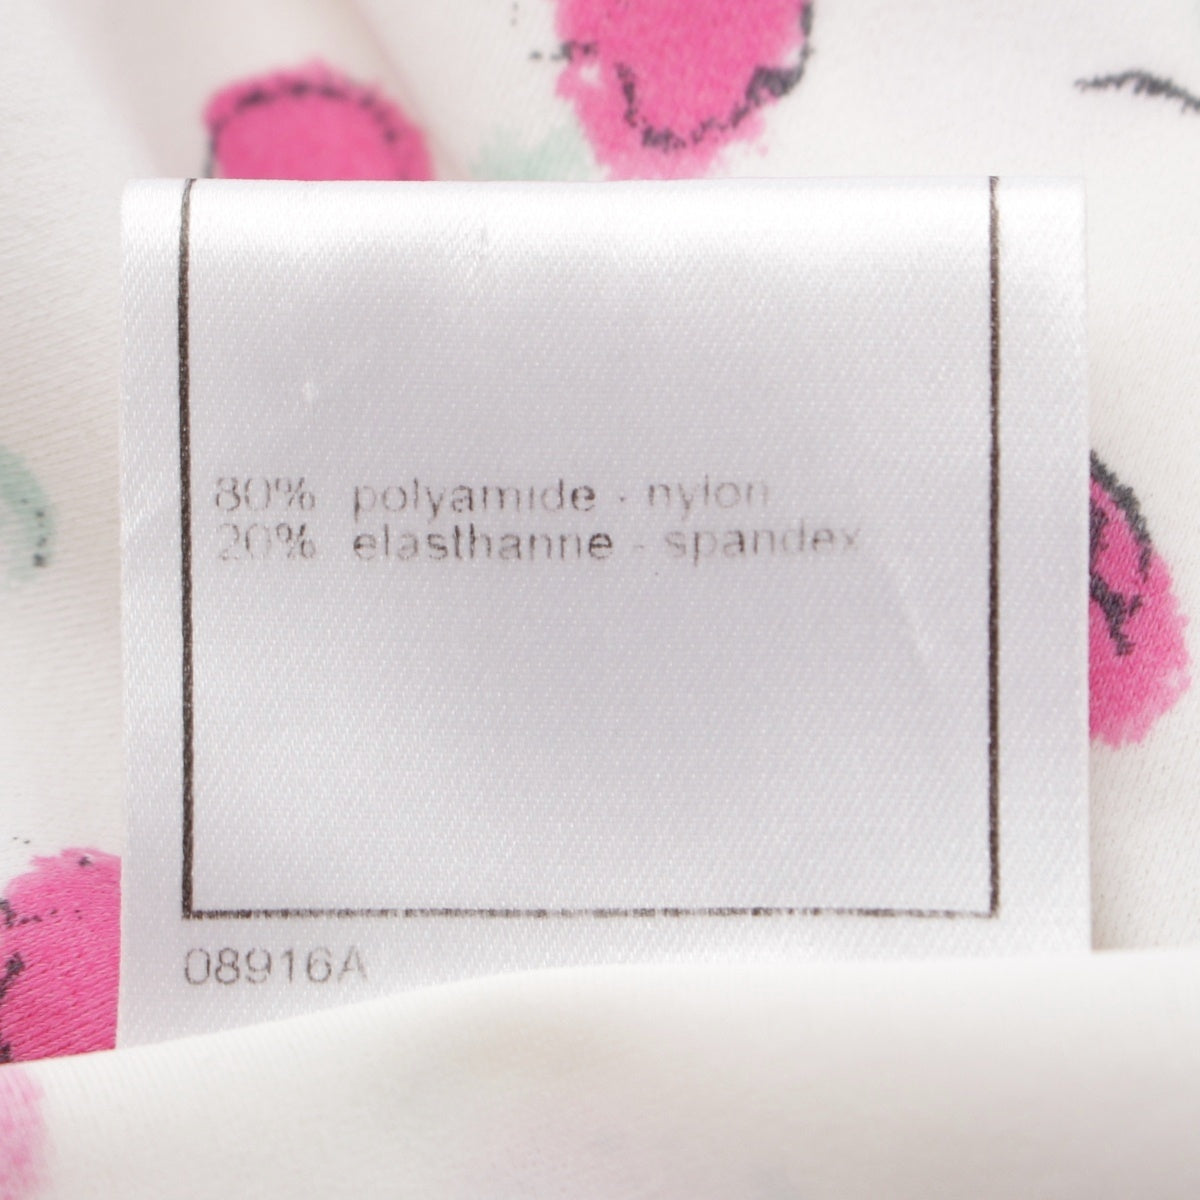 80% polyamide - nylon
20% elasthanne - spandex
08916A